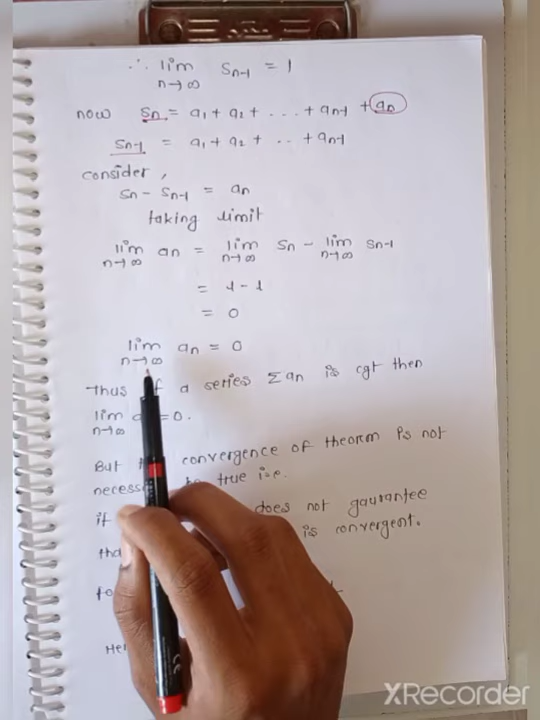 ∴ lim n→∞ Sn-1 = 1
now Sn = a1 + a2 + ... + an-1 + an
Sn-1 = a1 + a2 + .. + an-1
consider,
Sn - Sn-1 = an
taking limit
lim n→∞ an = lim n→∞ Sn - lim n→∞ Sn-1
= 1 - 1
= 0
lim n→∞ an = 0
Thus a series Σan is cgt then
lim n→∞ = 0.
But convergence of theorm is not
true i.e.
if does not gaurantee
is convergent.
XRecorder